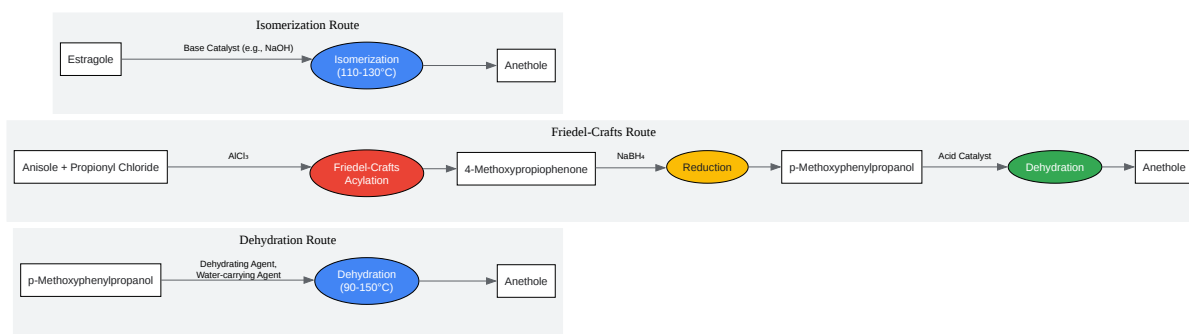 Isomerization Route
Estragole
Base Catalyst (e.g., NaOH)
Isomerization
(110-130°C)
Anethole
Friedel-Crafts Route
Anisole + Propionyl Chloride
AlCl₃
Friedel-Crafts
Acylation
4-Methoxypropiophenone
NaBH₄
Reduction
p-Methoxyphenylpropanol
Acid Catalyst
Dehydration
Anethole
Dehydration Route
p-Methoxyphenylpropanol
Dehydrating Agent,
Water-carrying Agent
Dehydration
(90-150°C)
Anethole